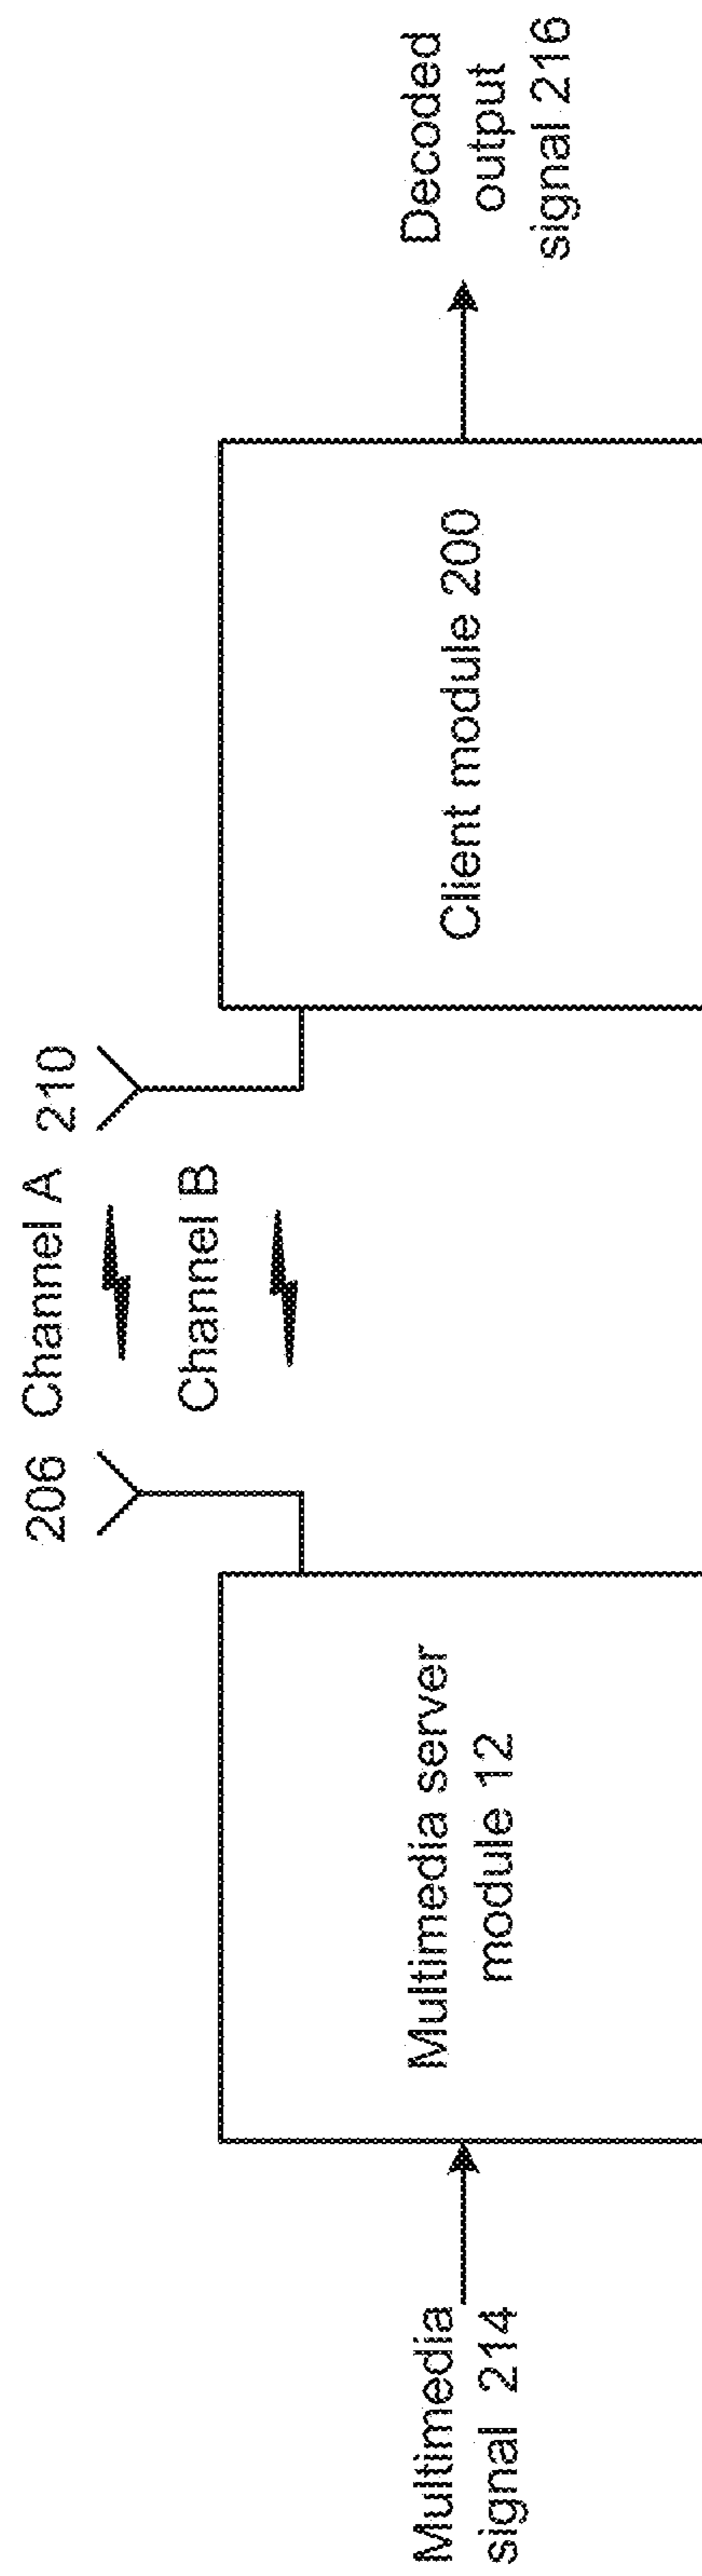 206
Channel A
210
Channel B
Multimedia
signal 214
Multimedia server
module 12
Client module 200
Decoded
output
signal 216